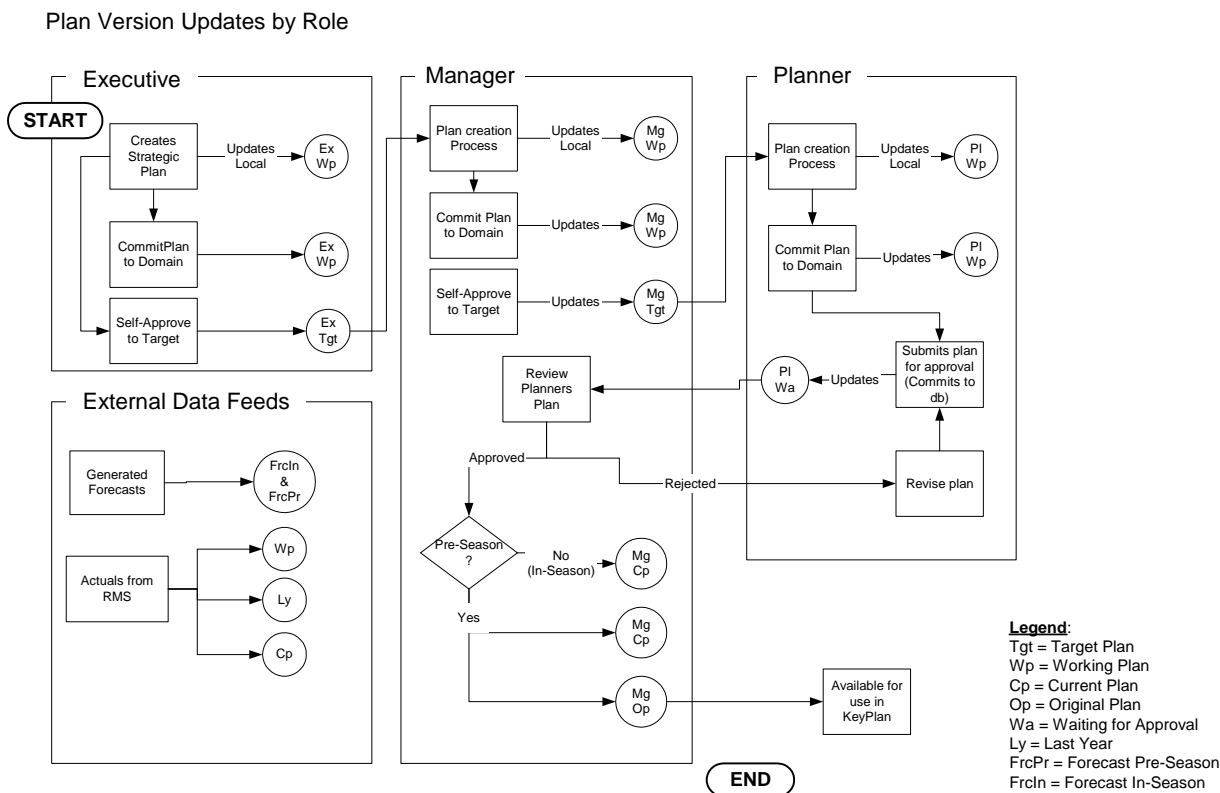 Plan Version Updates by Role
Executive
START
Creates
Strategic
Plan
Updates
Local
Ex
Wp
CommitPlan
to Domain
Ex
Wp
Self-Approve
to Target
Ex
Tgt
Manager
Plan creation
Process
Updates
Local
Mg
Wp
Commit Plan
to Domain
Updates
Mg
Wp
Self-Approve
to Target
Updates
Mg
Tgt
Review
Planners
Plan
Approved
Rejected
Pre-Season
?
No
(In-Season)
Mg
Cp
Yes
Mg
Cp
Mg
Op
Planner
Plan creation
Process
Updates
Local
Pl
Wp
Commit Plan
to Domain
Updates
Pl
Wp
Submits plan
for approval
(Commits to
db)
Updates
Pl
Wa
Revise plan
Available for
use in
KeyPlan
END
External Data Feeds
Generated
Forecasts
FrcIn
&
FrcPr
Actuals from
RMS
Wp
Ly
Cp
Legend:
Tgt = Target Plan
Wp = Working Plan
Cp = Current Plan
Op = Original Plan
Wa = Waiting for Approval
Ly = Last Year
FrcPr = Forecast Pre-Season
FrcIn = Forecast In-Season